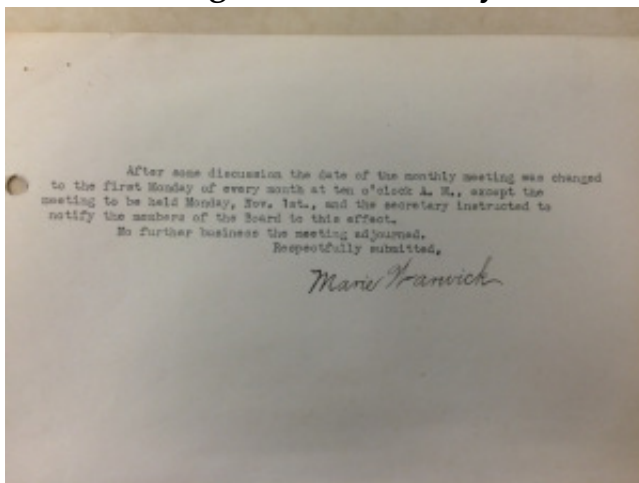 After some discussion the date of the monthly meeting was changed
to the first Monday of every month at ten o'clock A. M., except the
meeting to be held Monday, Nov. 1st., and the secretary instructed to
notify the members of the Board to this effect.
No further business the meeting adjourned.
Respectfully submitted,
Marie Warwick